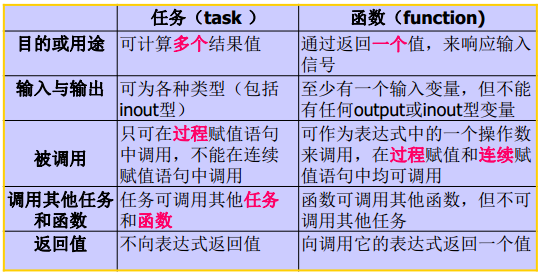 任务（task ）
函数（function)
目的或用途
可计算多个结果值
通过返回一个值，来响应输入
信号
输入与输出
可为各种类型（包括
inout型）
至少有一个输入变量，但不能
有任何output或inout型变量
被调用
只可在过程赋值语句
中调用，不能在连续
赋值语句中调用
可作为表达式中的一个操作数
来调用，在过程赋值和连续赋
值语句中均可调用
调用其他任务
和函数
任务可调用其他任务
和函数
函数可调用其他函数，但不可
调用其他任务
返回值
不向表达式返回值
向调用它的表达式返回一个值